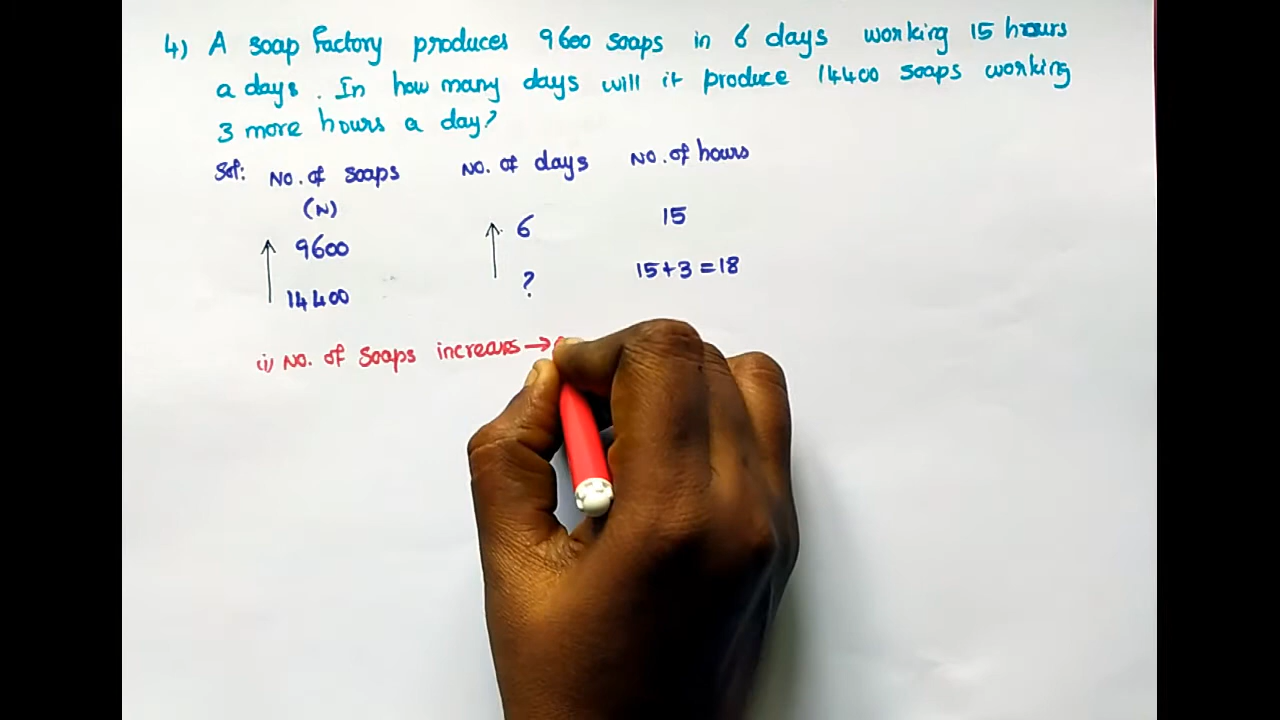 4) A soap factory produces 9600 soaps in 6 days working 15 hours
a days. In how many days will it produce 14400 soaps working
3 more hours a day?
Sol: No. of soaps No. of days No. of hours
(N)
9600 6 15
14400 ? 15+3=18
(i) No. of soaps increases →